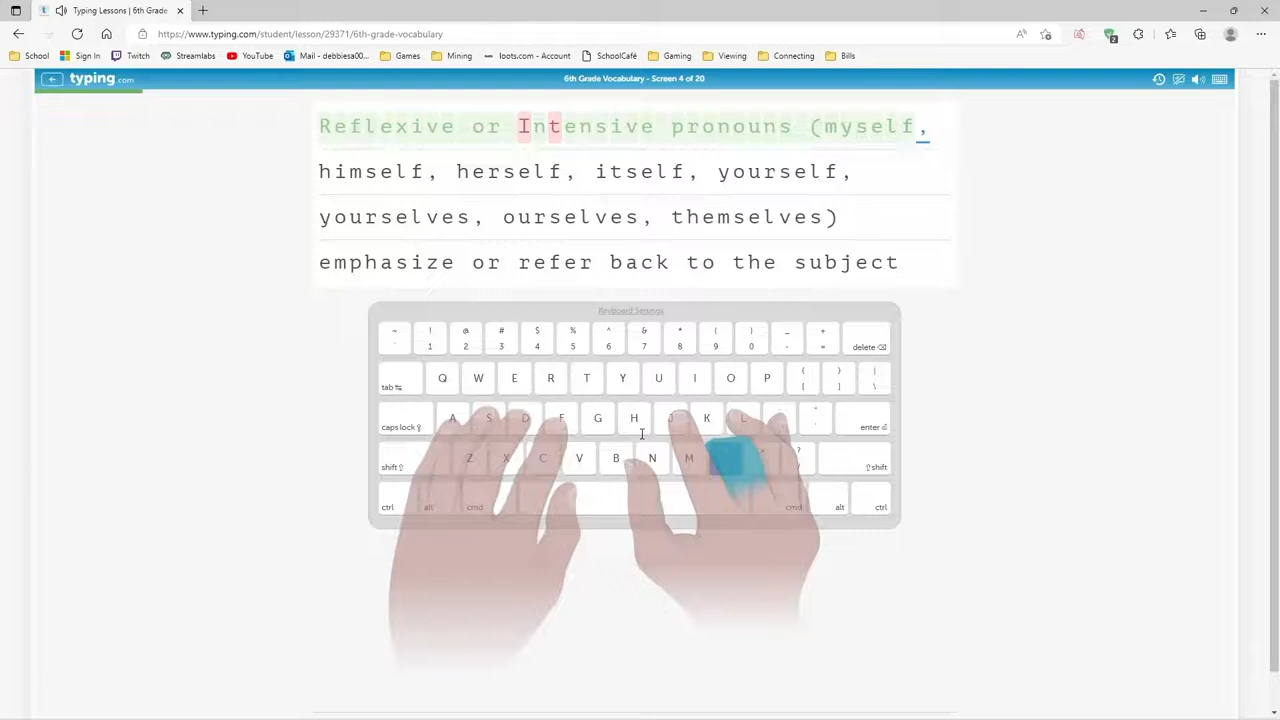 Typing Lessons | 6th Grade
https://www.typing.com/student/lesson/29371/6th-grade-vocabulary
School Sign In Twitch Streamlabs YouTube Mail - debbiesa00... Games Mining loots.com - Account SchoolCafé Gaming Viewing Connecting Bills
typing.com 6th Grade Vocabulary - Screen 4 of 20
Reflexive or Intensive pronouns (myself,
himself, herself, itself, yourself,
yourselves, ourselves, themselves)
emphasize or refer back to the subject
Keyboard Settings
~ ! @ # $ % ^ & * ( ) _ +
` 1 2 3 4 5 6 7 8 9 0 - = delete
tab Q W E R T Y U I O P { [ } ] | \
caps lock A S D F G H J K L enter
shift Z X C V B N M ? / shift
ctrl alt cmd cmd alt ctrl